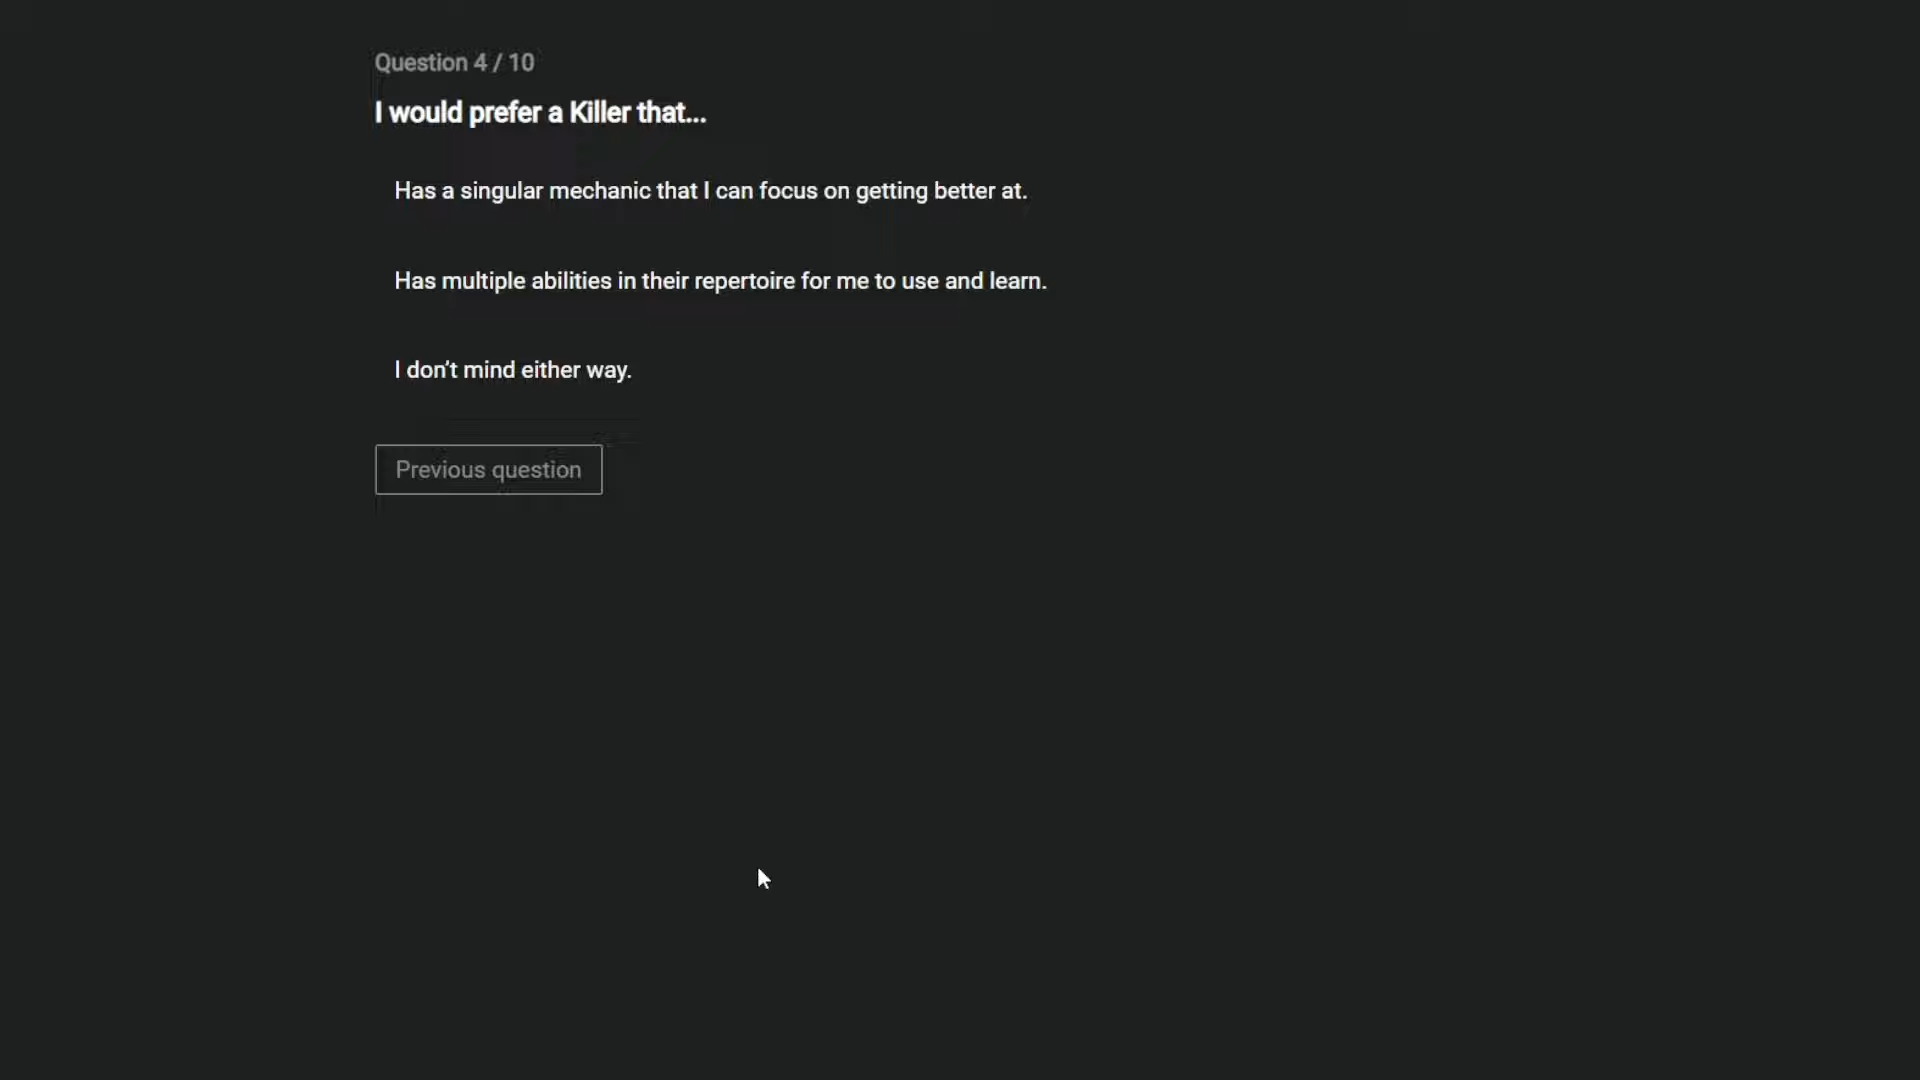 Question 4 / 10
I would prefer a Killer that...
Has a singular mechanic that I can focus on getting better at.
Has multiple abilities in their repertoire for me to use and learn.
I don't mind either way.
Previous question